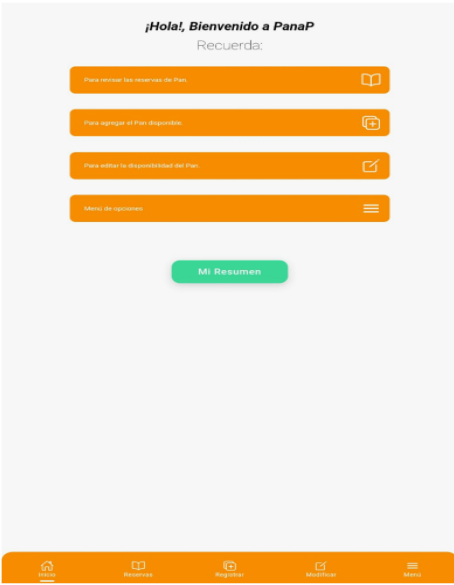 ¡Hola!, Bienvenido a PanaP
Recuerda:
Para revisar las reservas de Pan.
Para agregar el Pan disponible.
Para editar la disponibilidad del Pan.
Menú de opciones
Mi Resumen
Inicio Reservas Registrar Modificar Menú